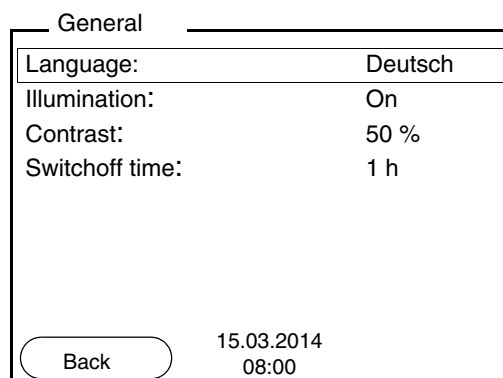 General
Language: Deutsch
Illumination: On
Contrast: 50 %
Switchoff time: 1 h
15.03.2014
Back 08:00